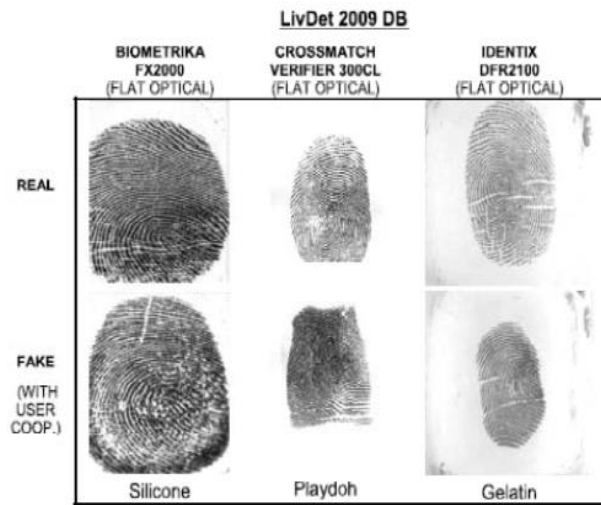 LivDet 2009 DB
BIOMETRIKA
FX2000
(FLAT OPTICAL)
CROSSMATCH
VERIFIER 300CL
(FLAT OPTICAL)
IDENTIX
DFR2100
(FLAT OPTICAL)
REAL
FAKE
(WITH
USER
COOP.)
Silicone
Playdoh
Gelatin